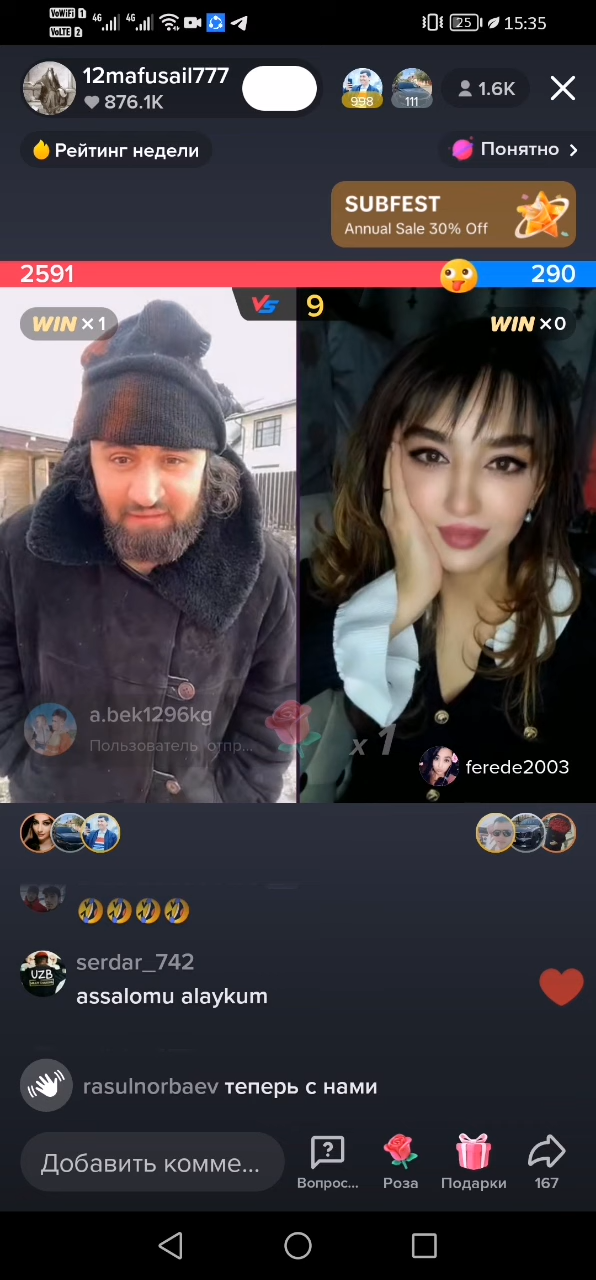 VoWiFi 1
VoLTE 2
4G
4G
25
15:35
12mafusail777
876.1K
998
111
1.6K
Рейтинг недели
Понятно
SUBFEST
Annual Sale 30% Off
2591
290
WIN × 1
VS
9
WIN ×0
a.bek1296kg
Пользователь отпр...
x 1
ferede2003
UZB
serdar_742
assalomu alaykum
rasulnorbaev теперь с нами
Добавить комме...
Вопрос...
Роза
Подарки
167